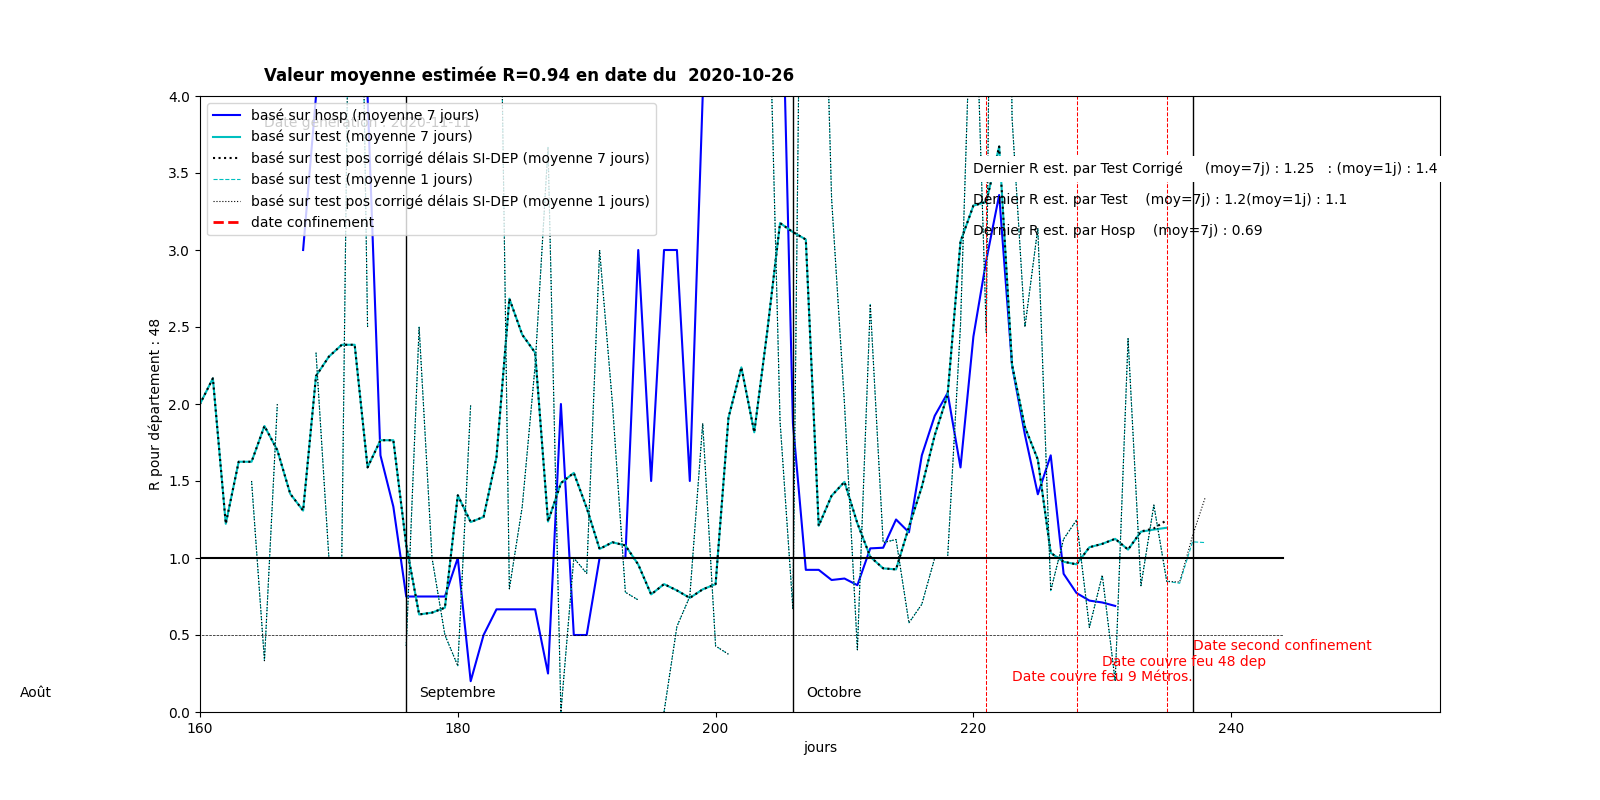 Valeur moyenne estimée R=0.94 en date du  2020-10-26
4.0
3.5
3.0
2.5
2.0
1.5
1.0
0.5
0.0
R pour département : 48
basé sur hosp (moyenne 7 jours)
Date génération : 2020-11-11
basé sur test (moyenne 7 jours)
basé sur test pos corrigé délais SI-DEP (moyenne 7 jours)
basé sur test (moyenne 1 jours)
basé sur test pos corrigé délais SI-DEP (moyenne 1 jours)
date confinement
Dernier R est. par Test Corrigé     (moy=7j) : 1.25   : (moy=1j) : 1.4
Dernier R est. par Test    (moy=7j) : 1.2(moy=1j) : 1.1
Dernier R est. par Hosp    (moy=7j) : 0.69
Date second confinement
Date couvre feu 48 dep
Date couvre feu 9 Métros.
Août
Septembre
Octobre
160
180
200
220
240
jours